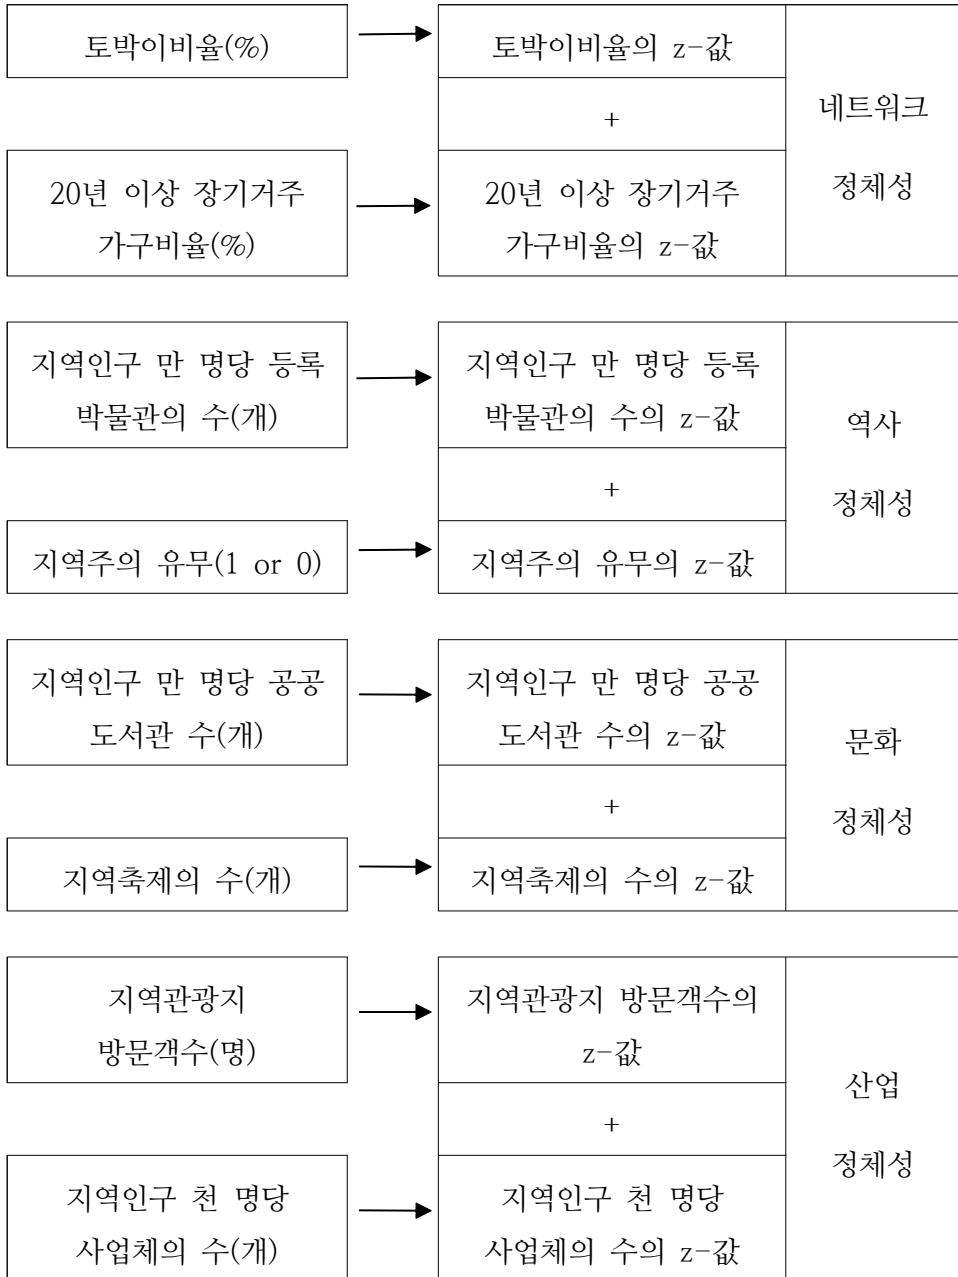 토박이비율(%)
토박이비율의 z-값
+
20년 이상 장기거주
가구비율(%)
20년 이상 장기거주
가구비율의 z-값
네트워크
정체성
지역인구 만 명당 등록
박물관의 수(개)
지역인구 만 명당 등록
박물관의 수의 z-값
+
지역주의 유무(1 or 0)
지역주의 유무의 z-값
역사
정체성
지역인구 만 명당 공공
도서관 수(개)
지역인구 만 명당 공공
도서관 수의 z-값
+
지역축제의 수(개)
지역축제의 수의 z-값
문화
정체성
지역관광지
방문객수(명)
지역관광지 방문객수의
z-값
+
지역인구 천 명당
사업체의 수(개)
지역인구 천 명당
사업체의 수의 z-값
산업
정체성